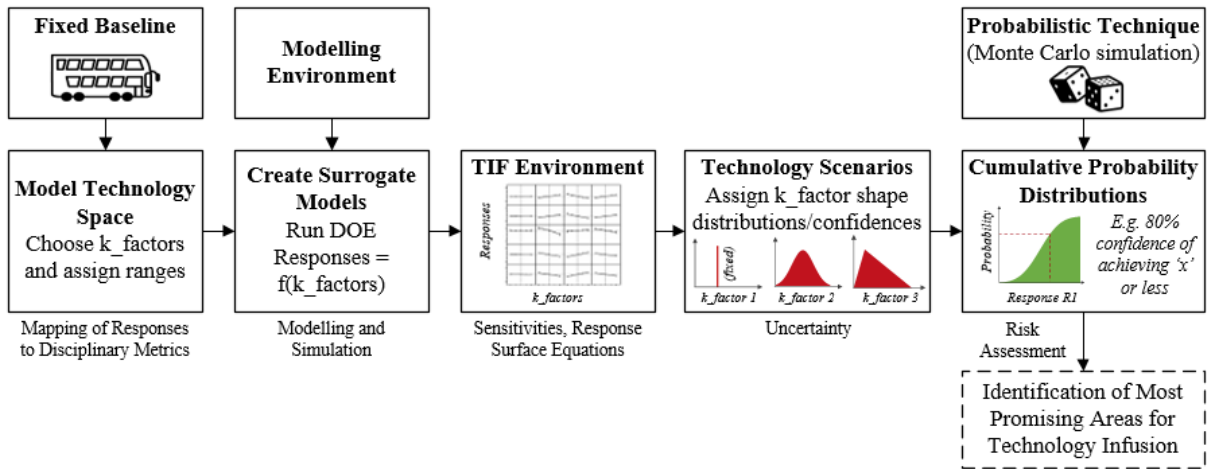 Fixed Baseline
Modelling
Environment
Probabilistic Technique
(Monte Carlo simulation)
Model Technology
Space
Choose k_factors
and assign ranges
Mapping of Responses
to Disciplinary Metrics
Create Surrogate
Models
Run DOE
Responses =
f(k_factors)
Modelling and
Simulation
TIF Environment
Responses
k_factors
Sensitivities, Response
Surface Equations
Technology Scenarios
Assign k_factor shape
distributions/confidences
(fixed)
k_factor 1
k_factor 2
k_factor 3
Uncertainty
Cumulative Probability
Distributions
Probability
Response R1
E.g. 80%
confidence of
achieving ‘x’
or less
Risk
Assessment
Identification of Most
Promising Areas for
Technology Infusion